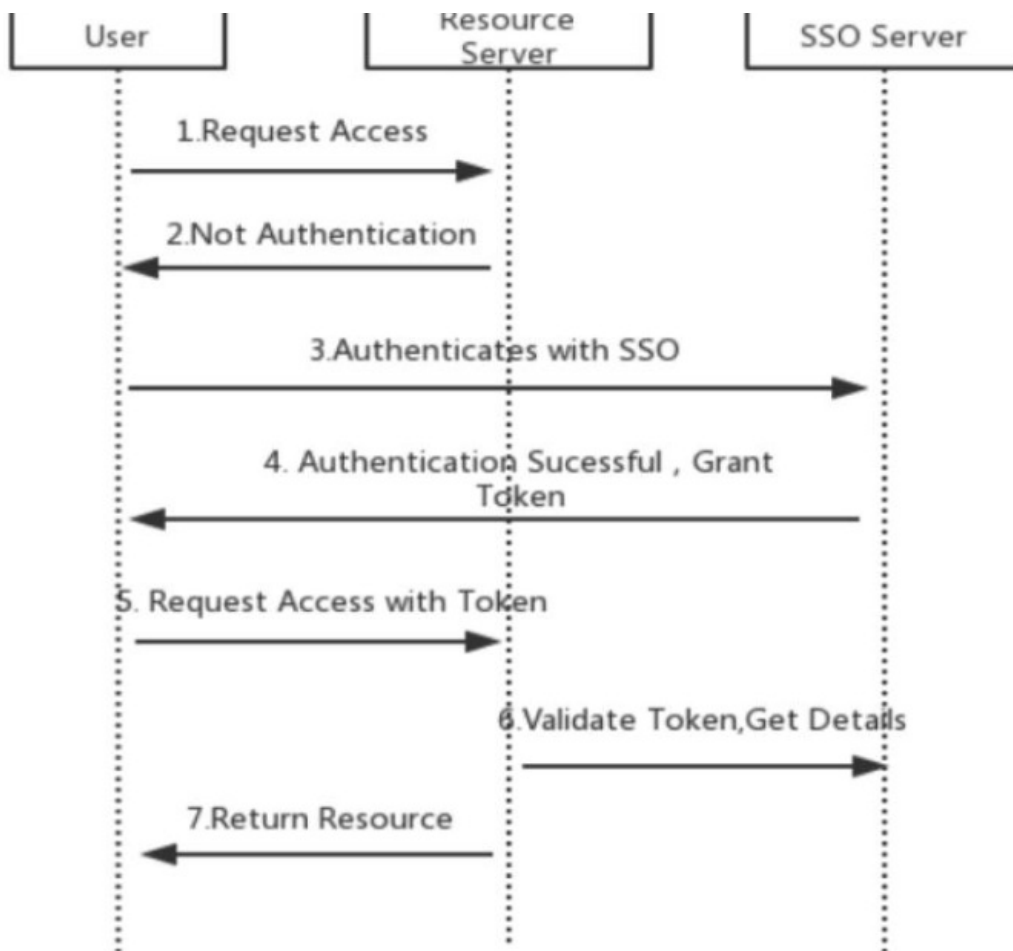 User
Resource
Server
SSO Server
1.Request Access
2.Not Authentication
3.Authenticates with SSO
4. Authentication Sucessful , Grant
Token
5. Request Access with Token
6.Validate Token,Get Details
7.Return Resource